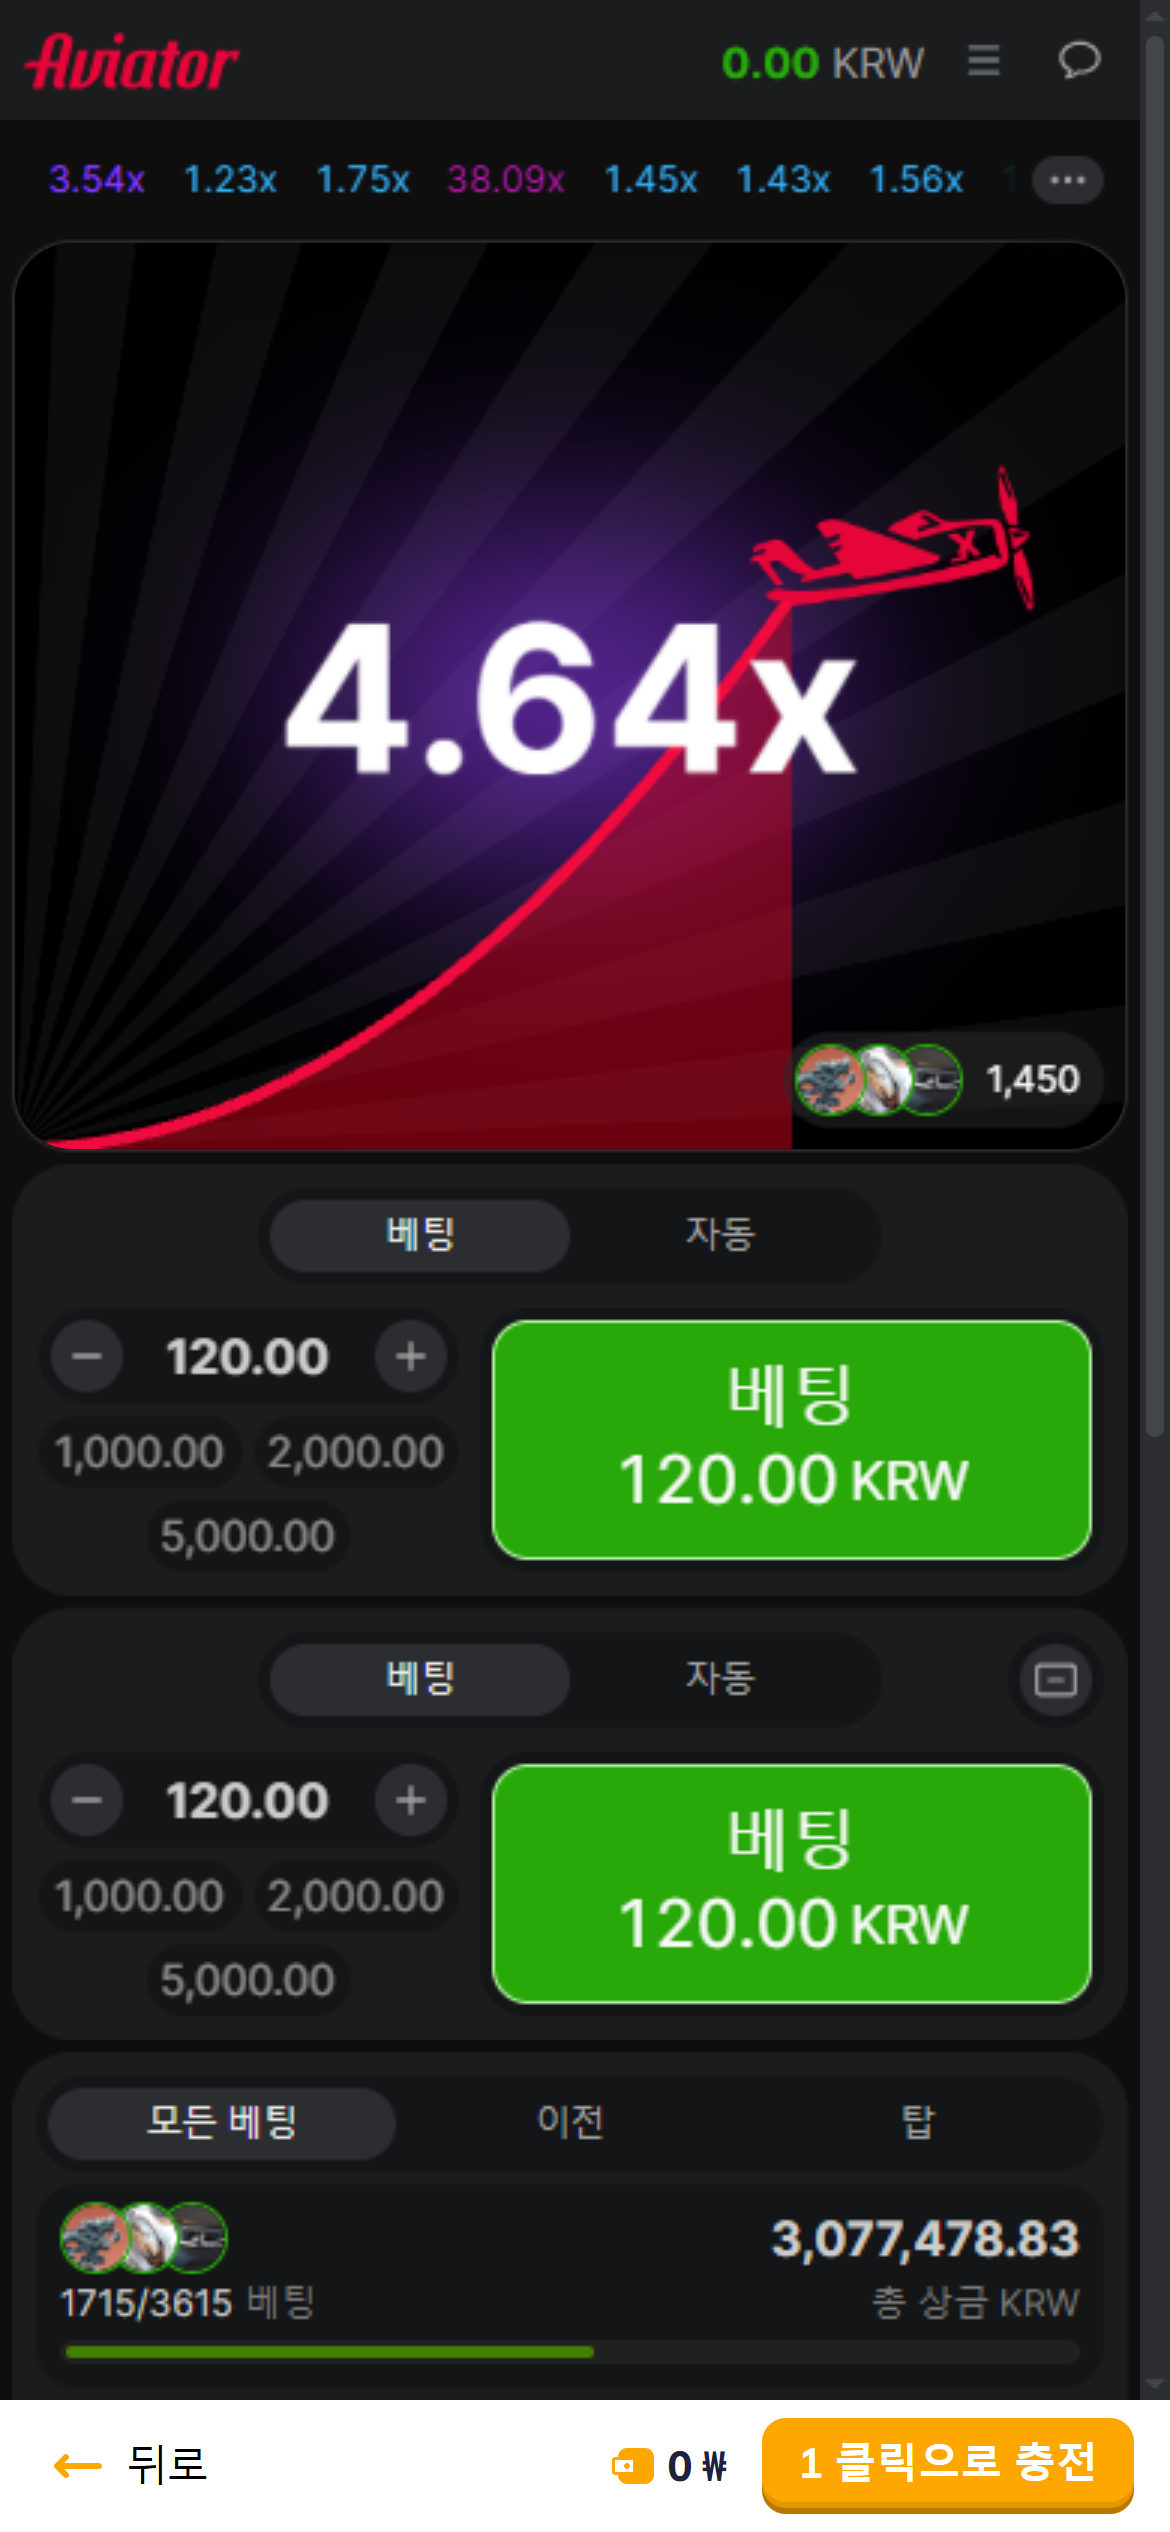 Aviator
0.00 KRW
3.54x 1.23x 1.75x 38.09x 1.45x 1.43x 1.56x
4.64x
1,450
베팅 자동
120.00
1,000.00 2,000.00
5,000.00
베팅
120.00 KRW
베팅 자동
120.00
1,000.00 2,000.00
5,000.00
베팅
120.00 KRW
모든 베팅 이전 탑
3,077,478.83
1715/3615 베팅 총 상금 KRW
뒤로 0 ₩ 1 클릭으로 충전